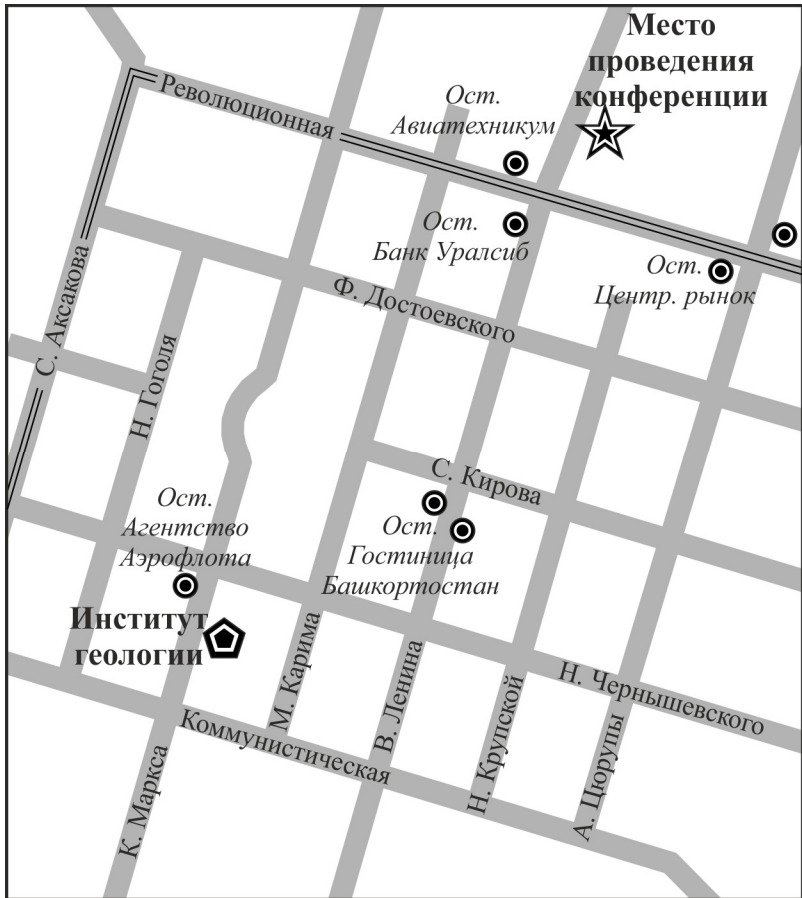 Место
проведения
конференции
Революционная
Ост.
Авиатехникум
Ост.
Банк Уралсиб
Ост.
Центр. рынок
С. Аксакова
Ф. Достоевского
Н. Гоголя
С. Кирова
Ост.
Агентство
Аэрофлота
Ост.
Гостиница
Башкортостан
Институт
геологии
М. Карима
В. Ленина
Н. Чернышевского
Н. Крупской
А. Цюрупы
Коммунистическая
К. Маркса